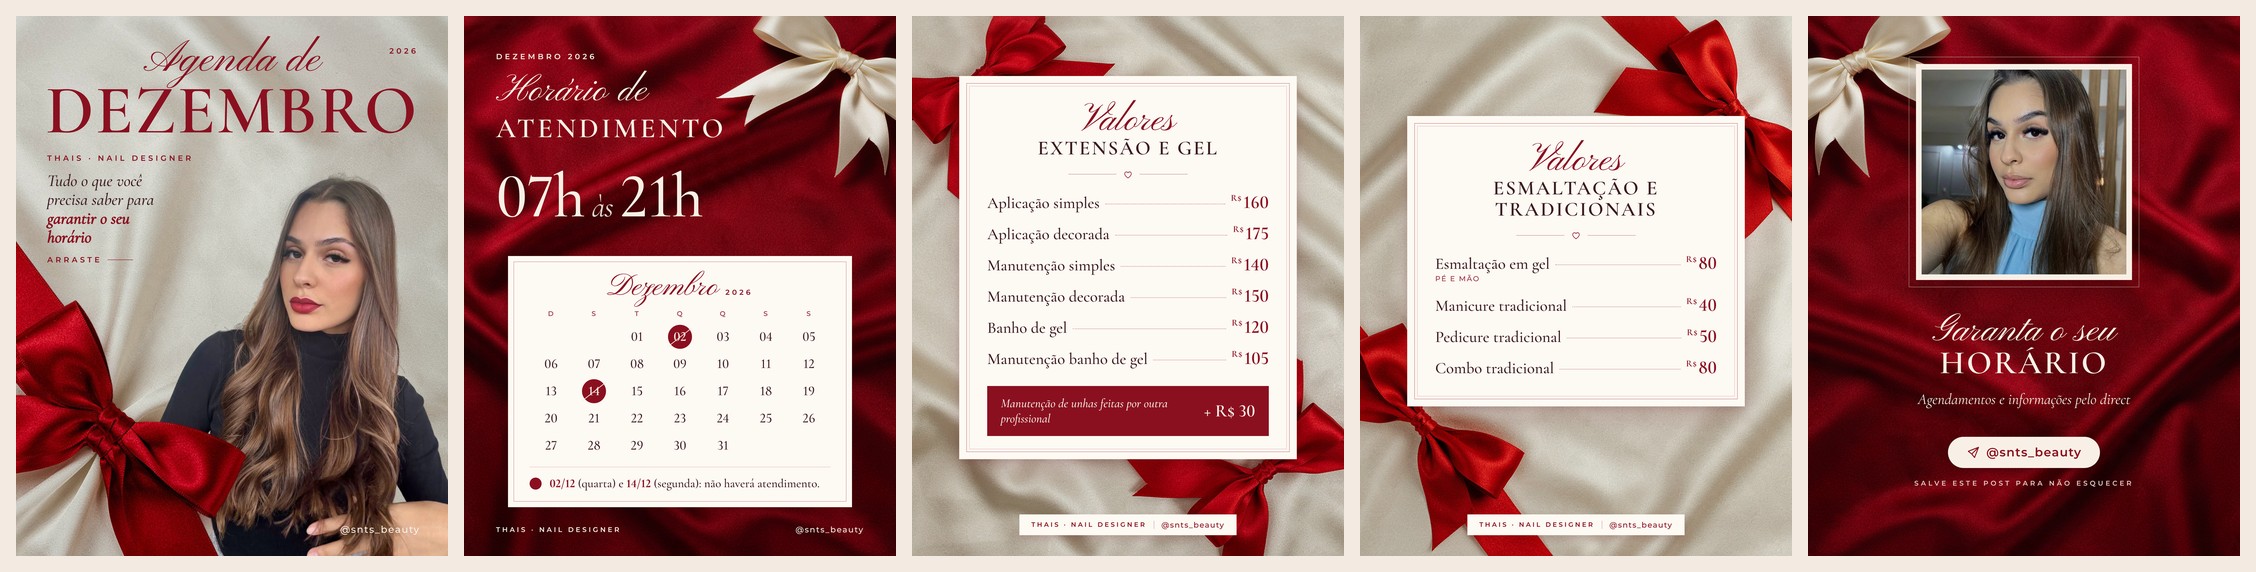 Agenda de
2026
DEZEMBRO
THAIS · NAIL DESIGNER
Tudo o que você
precisa saber para
garantir o seu
horário
ARRASTE
@snts_beauty
DEZEMBRO 2026
Horário de
ATENDIMENTO
07h às 21h
Dezembro 2026
D S T Q Q S S
01 02 03 04 05
06 07 08 09 10 11 12
13 14 15 16 17 18 19
20 21 22 23 24 25 26
27 28 29 30 31
02/12 (quarta) e 14/12 (segunda): não haverá atendimento.
THAIS · NAIL DESIGNER
@snts_beauty
Valores
EXTENSÃO E GEL
Aplicação simples R$ 160
Aplicação decorada R$ 175
Manutenção simples R$ 140
Manutenção decorada R$ 150
Banho de gel R$ 120
Manutenção banho de gel R$ 105
Manutenção de unhas feitas por outra
profissional
+ R$ 30
THAIS · NAIL DESIGNER | @snts_beauty
Valores
ESMALTAÇÃO E
TRADICIONAIS
Esmaltação em gel R$ 80
PÉ E MÃO
Manicure tradicional R$ 40
Pedicure tradicional R$ 50
Combo tradicional R$ 80
THAIS · NAIL DESIGNER | @snts_beauty
Garanta o seu
HORÁRIO
Agendamentos e informações pelo direct
@snts_beauty
SALVE ESTE POST PARA NÃO ESQUECER